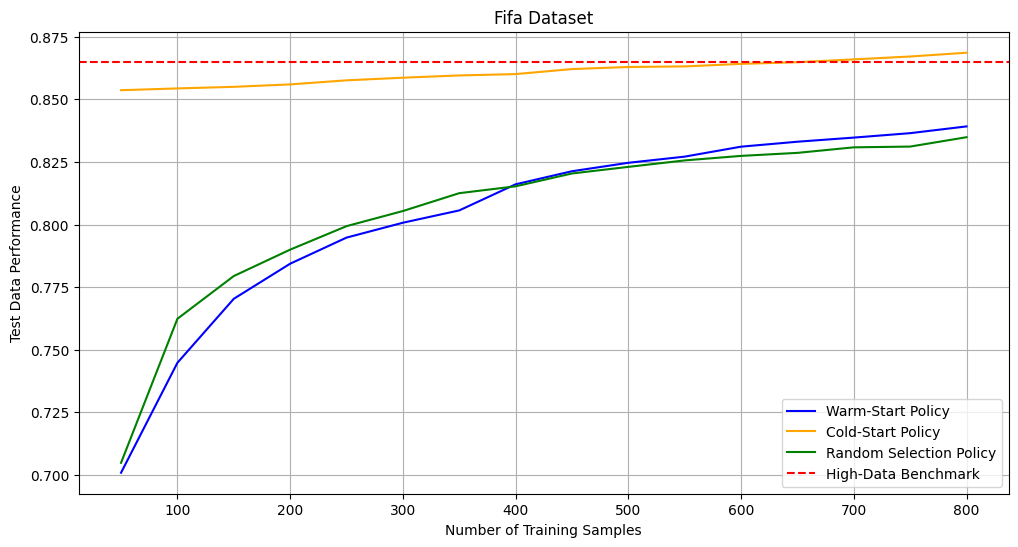 Fifa Dataset
Test Data Performance
0.875
0.850
0.825
0.800
0.775
0.750
0.725
0.700
100 200 300 400 500 600 700 800
Number of Training Samples
Warm-Start Policy
Cold-Start Policy
Random Selection Policy
High-Data Benchmark